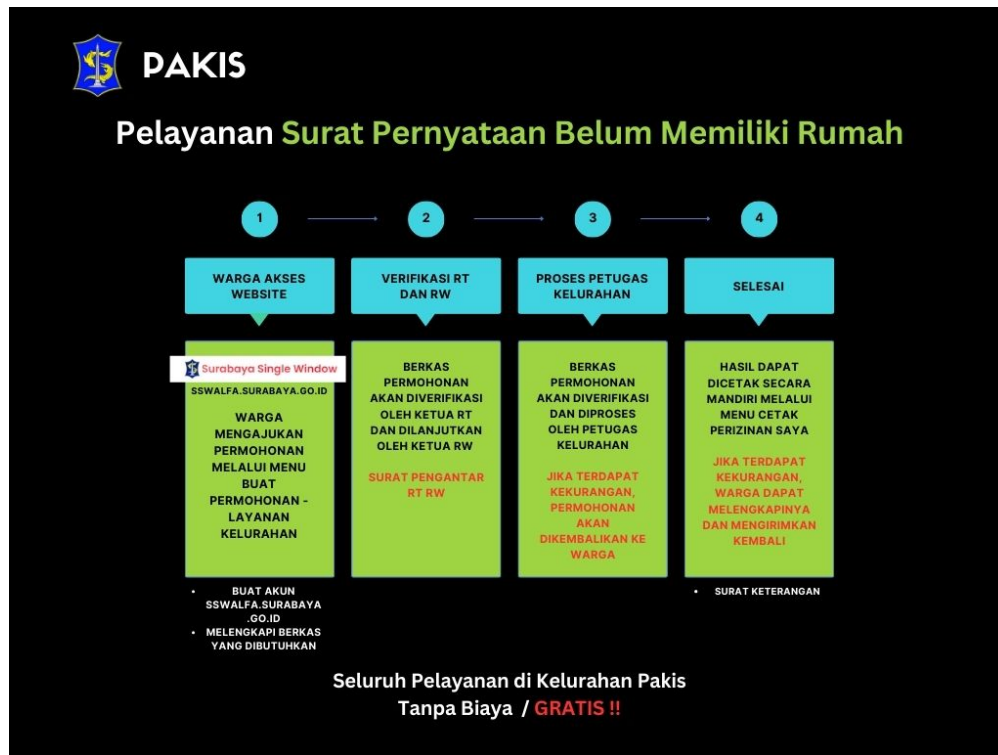 PAKIS
Pelayanan Surat Pernyataan Belum Memiliki Rumah
1
2
3
4
WARGA AKSES
WEBSITE
VERIFIKASI RT
DAN RW
PROSES PETUGAS
KELURAHAN
SELESAI
Surabaya Single Window
SSWALFA.SURABAYA.GO.ID
WARGA
MENGAJUKAN
PERMOHONAN
MELALUI MENU
BUAT
PERMOHONAN -
LAYANAN
KELURAHAN
BERKAS
PERMOHONAN
AKAN DIVERIFIKASI
OLEH KETUA RT
DAN DILANJUTKAN
OLEH KETUA RW
SURAT PENGANTAR
RT RW
BERKAS
PERMOHONAN
AKAN DIVERIFIKASI
DAN DIPROSES
OLEH PETUGAS
KELURAHAN
JIKA TERDAPAT
KEKURANGAN,
PERMOHONAN
AKAN
DIKEMBALIKAN KE
WARGA
HASIL DAPAT
DICETAK SECARA
MANDIRI MELALUI
MENU CETAK
PERIZINAN SAYA
JIKA TERDAPAT
KEKURANGAN,
WARGA DAPAT
MELENGKAPINYA
DAN MENGIRIMKAN
KEMBALI
• BUAT AKUN
SSWALFA.SURABAYA
.GO.ID
• MELENGKAPI BERKAS
YANG DIBUTUHKAN
• SURAT KETERANGAN
Seluruh Pelayanan di Kelurahan Pakis
Tanpa Biaya / GRATIS !!